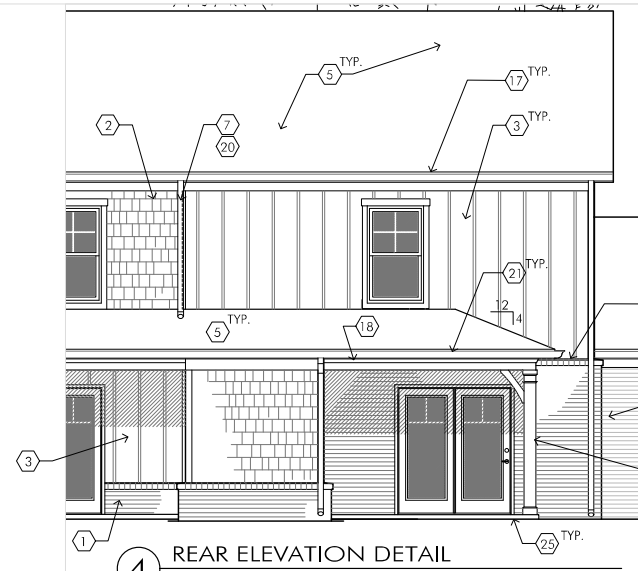 5 TYP.
17 TYP.
2
7
20
3 TYP.
21 TYP.
12
4
5 TYP.
18
3
1
25 TYP.
4
REAR ELEVATION DETAIL